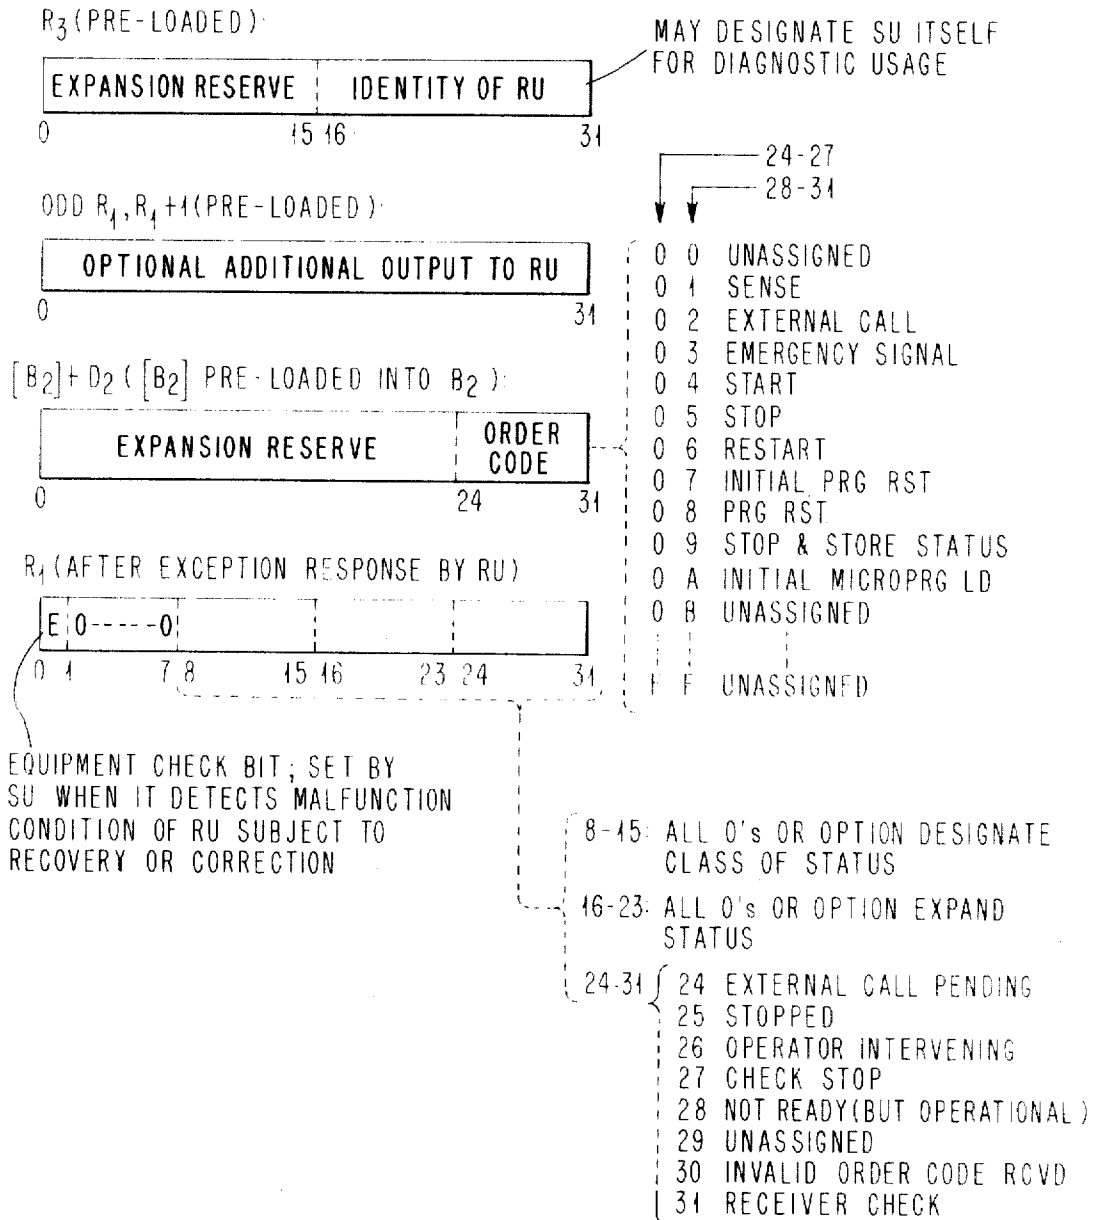 R3 (PRE-LOADED):
MAY DESIGNATE SU ITSELF
FOR DIAGNOSTIC USAGE
EXPANSION RESERVE IDENTITY OF RU
0 15 16 31
ODD R1, R1 +1 (PRE-LOADED):
OPTIONAL ADDITIONAL OUTPUT TO RU
0 31
[B2] + D2 ( [B2] PRE-LOADED INTO B2 ):
EXPANSION RESERVE ORDER
CODE
0 24 31
24-27
28-31
0 0 UNASSIGNED
0 1 SENSE
0 2 EXTERNAL CALL
0 3 EMERGENCY SIGNAL
0 4 START
0 5 STOP
0 6 RESTART
0 7 INITIAL PRG RST
0 8 PRG RST
0 9 STOP & STORE STATUS
0 A INITIAL MICROPRG LD
0 B UNASSIGNED
F F UNASSIGNED
R1 (AFTER EXCEPTION RESPONSE BY RU)
E 0-----0
0 1 7 8 15 16 23 24 31
EQUIPMENT CHECK BIT; SET BY
SU WHEN IT DETECTS MALFUNCTION
CONDITION OF RU SUBJECT TO
RECOVERY OR CORRECTION
8-15: ALL 0's OR OPTION DESIGNATE
CLASS OF STATUS
16-23: ALL 0's OR OPTION EXPAND
STATUS
24-31 24 EXTERNAL CALL PENDING
25 STOPPED
26 OPERATOR INTERVENING
27 CHECK STOP
28 NOT READY (BUT OPERATIONAL)
29 UNASSIGNED
30 INVALID ORDER CODE RCVD
31 RECEIVER CHECK